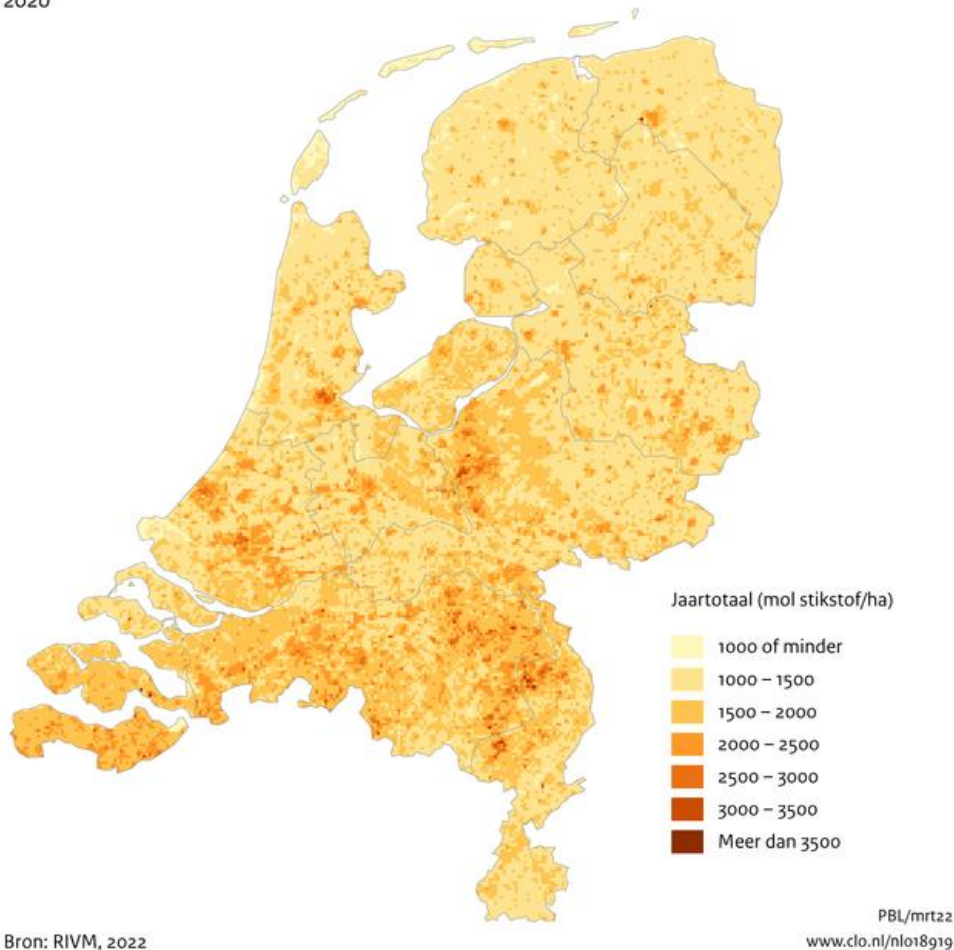 2020
Jaartotaal (mol stikstof/ha)
1000 of minder
1000 – 1500
1500 – 2000
2000 – 2500
2500 – 3000
3000 – 3500
Meer dan 3500
PBL/mrt22
Bron: RIVM, 2022
www.clo.nl/nl018919